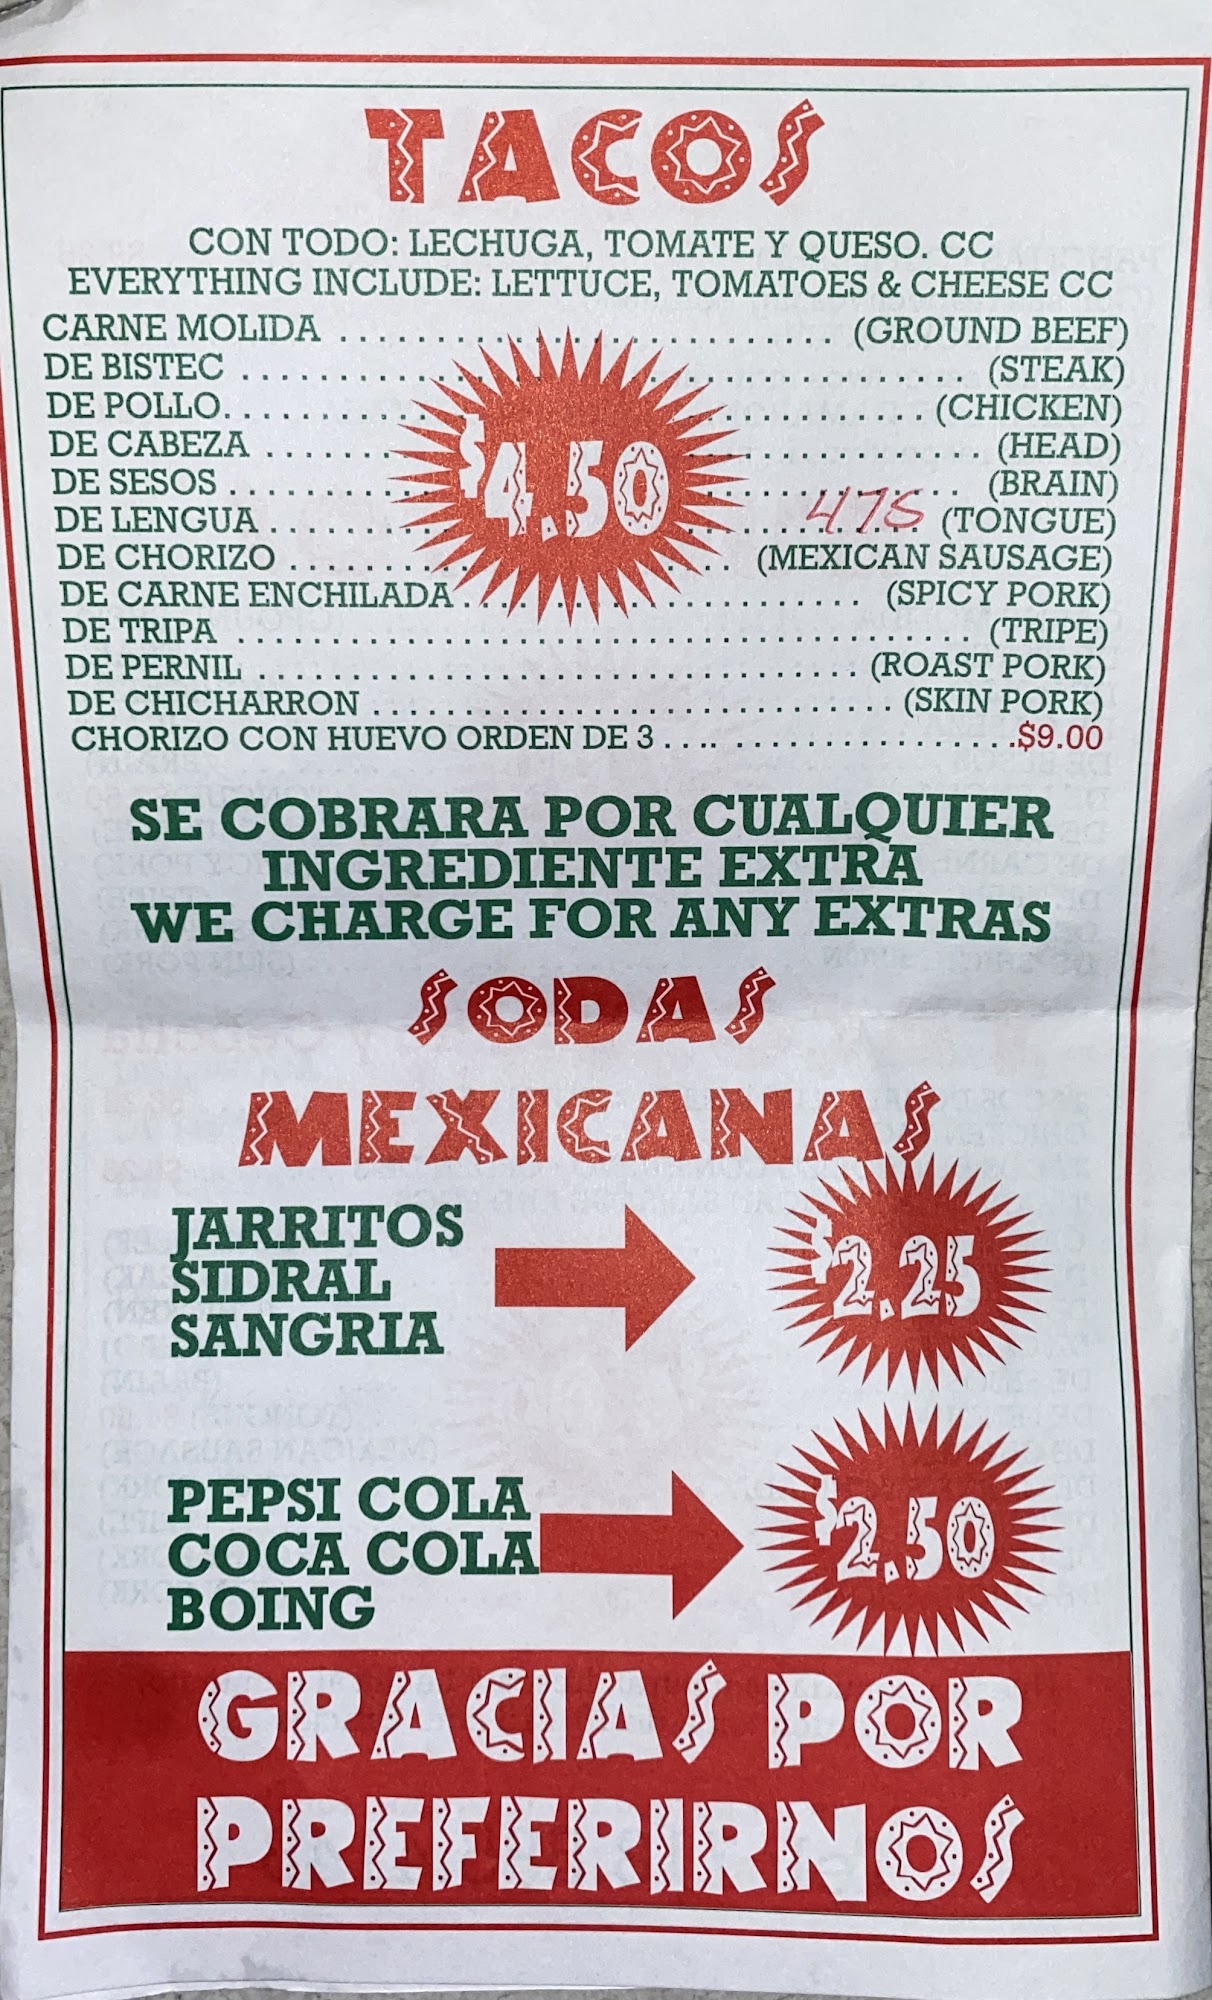 TACOS
CON TODO: LECHUGA, TOMATE Y QUESO. CC
EVERYTHING INCLUDE: LETTUCE, TOMATOES & CHEESE CC
CARNE MOLIDA (GROUND BEEF)
DE BISTEC (STEAK)
DE POLLO (CHICKEN)
DE CABEZA (HEAD)
$4.50
DE SESOS (BRAIN)
DE LENGUA 475 (TONGUE)
DE CHORIZO (MEXICAN SAUSAGE)
DE CARNE ENCHILADA (SPICY PORK)
DE TRIPA (TRIPE)
DE PERNIL (ROAST PORK)
DE CHICHARRON (SKIN PORK)
CHORIZO CON HUEVO ORDEN DE 3 $9.00
SE COBRARA POR CUALQUIER
INGREDIENTE EXTRA
WE CHARGE FOR ANY EXTRAS
SODAS
MEXICANAS
JARRITOS
SIDRAL
SANGRIA
$2.25
PEPSI COLA
COCA COLA
BOING
$2.50
GRACIAS POR
PREFERIRNOS